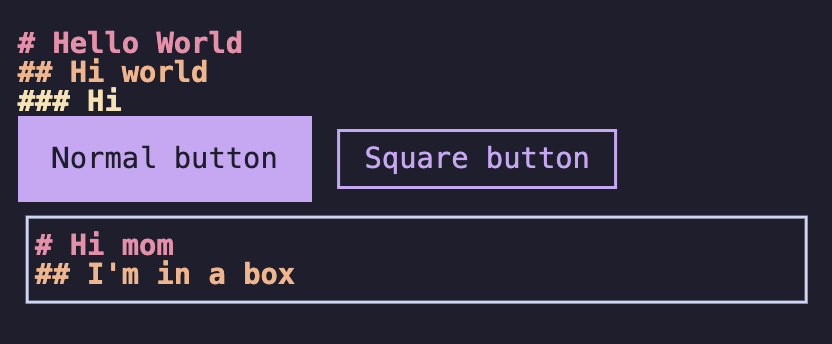 # Hello World
## Hi world
### Hi
Normal button Square button
# Hi mom
## I'm in a box